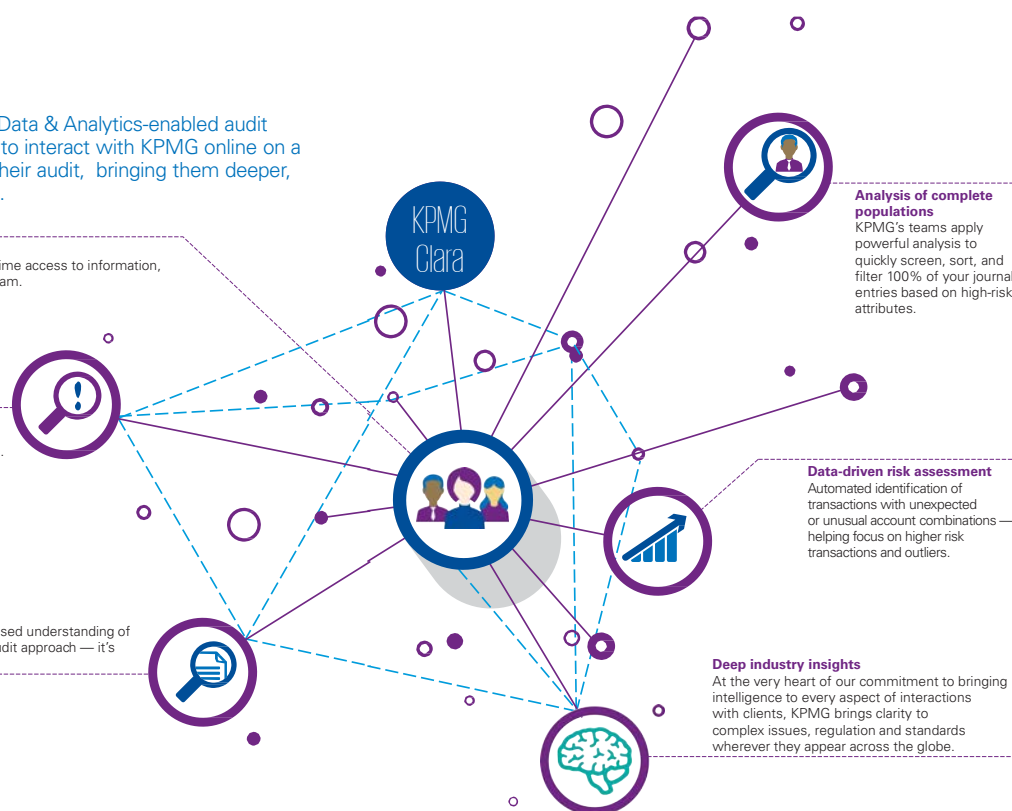 Data & Analytics-enabled audit
to interact with KPMG online on a
heir audit, bringing them deeper,
.
ime access to information,
am.
KPMG
Clara
Analysis of complete
populations
KPMG's teams apply
powerful analysis to
quickly screen, sort, and
filter 100% of your journal
entries based on high-risk
attributes.
.
Data-driven risk assessment
Automated identification of
transactions with unexpected
or unusual account combinations —
helping focus on higher risk
transactions and outliers.
sed understanding of
udit approach — it's
Deep industry insights
At the very heart of our commitment to bringing
intelligence to every aspect of interactions
with clients, KPMG brings clarity to
complex issues, regulation and standards
wherever they appear across the globe.